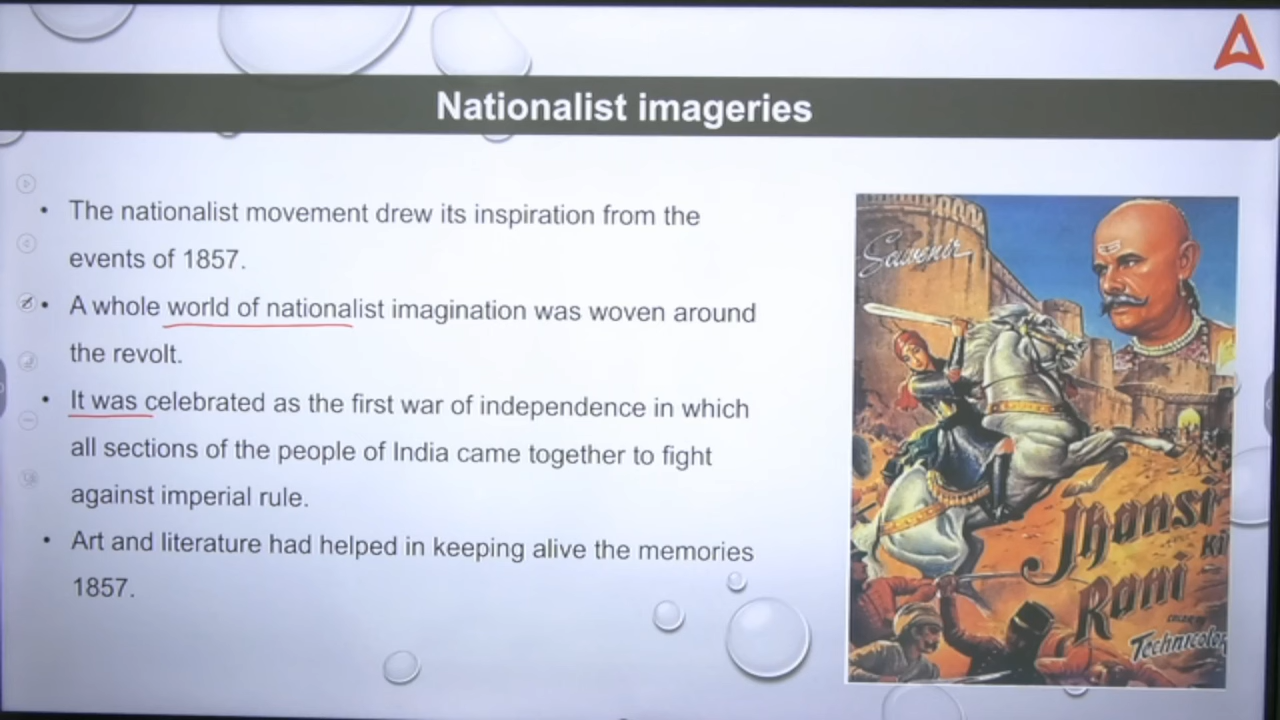 Nationalist imageries
• The nationalist movement drew its inspiration from the
events of 1857.
• A whole world of nationalist imagination was woven around
the revolt.
• It was celebrated as the first war of independence in which
all sections of the people of India came together to fight
against imperial rule.
• Art and literature had helped in keeping alive the memories
1857.
Souvenir
Jhansi
Ki
Rani
COLOR BY
Technicolor